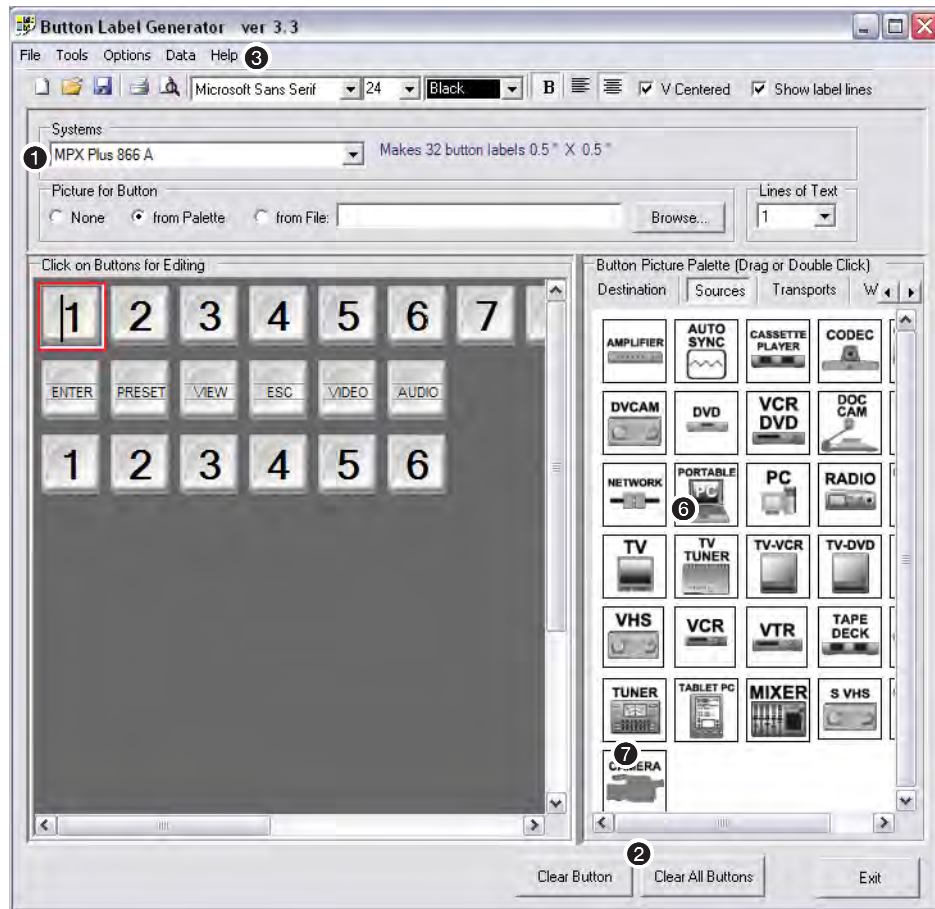 Button Label Generator ver 3.3
File Tools Options Data Help ❸
Microsoft Sans Serif 24 Black B V Centered Show label lines
Systems
❶ MPX Plus 866 A Makes 32 button labels 0.5 " X 0.5 "
Picture for Button Lines of Text
None from Palette from File: Browse... 1
Click on Buttons for Editing
1 2 3 4 5 6 7
ENTER PRESET VIEW ESC VIDEO AUDIO
1 2 3 4 5 6
Button Picture Palette (Drag or Double Click)
Destination Sources Transports W
AMPLIFIER AUTO SYNC CASSETTE PLAYER CODEC
DVCAM DVD VCR DVD DOC CAM
NETWORK PORTABLE PC PC RADIO
❻
TV TV TUNER TV-VCR TV-DVD
VHS VCR VTR TAPE DECK
TUNER TABLET PC MIXER S VHS
❼
CAMERA
❷
Clear Button Clear All Buttons Exit